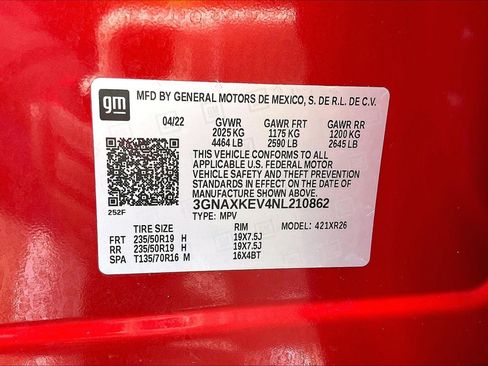 gm
MFD BY GENERAL MOTORS DE MEXICO, S. DE R.L. DE C.V.
04/22 GVWR GAWR FRT GAWR RR
2025 KG 1175 KG 1200 KG
4464 LB 2590 LB 2645 LB
THIS VEHICLE CONFORMS TO ALL
APPLICABLE U.S. FEDERAL MOTOR
VEHICLE SAFETY AND THEFT
PREVENTION STANDARDS IN
EFFECT ON THE DATE OF
MANUFACTURE SHOWN ABOVE.
252F 3GNAXKEV4NL210862
TYPE: MPV
TIRE SIZE RIM MODEL: 421XR26
FRT 235/50R19 H 19X7.5J
RR 235/50R19 H 19X7.5J
SPA T135/70R16 M 16X4BT